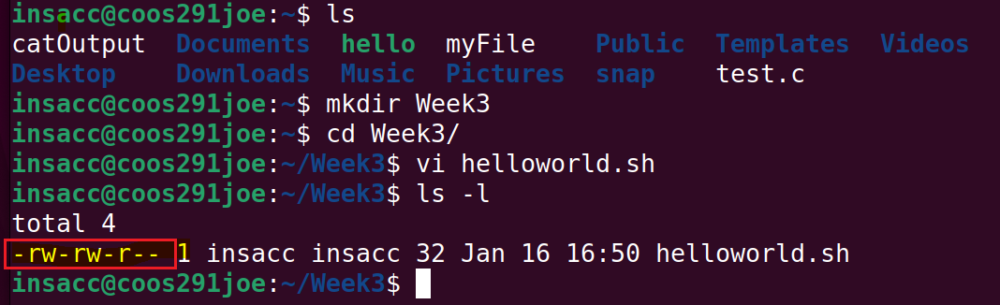 insacc@coos291joe:~$ ls
catOutput  Documents  hello  myFile    Public  Templates  Videos
Desktop    Downloads  Music  Pictures  snap    test.c
insacc@coos291joe:~$ mkdir Week3
insacc@coos291joe:~$ cd Week3/
insacc@coos291joe:~/Week3$ vi helloworld.sh
insacc@coos291joe:~/Week3$ ls -l
total 4
-rw-rw-r-- 1 insacc insacc 32 Jan 16 16:50 helloworld.sh
insacc@coos291joe:~/Week3$